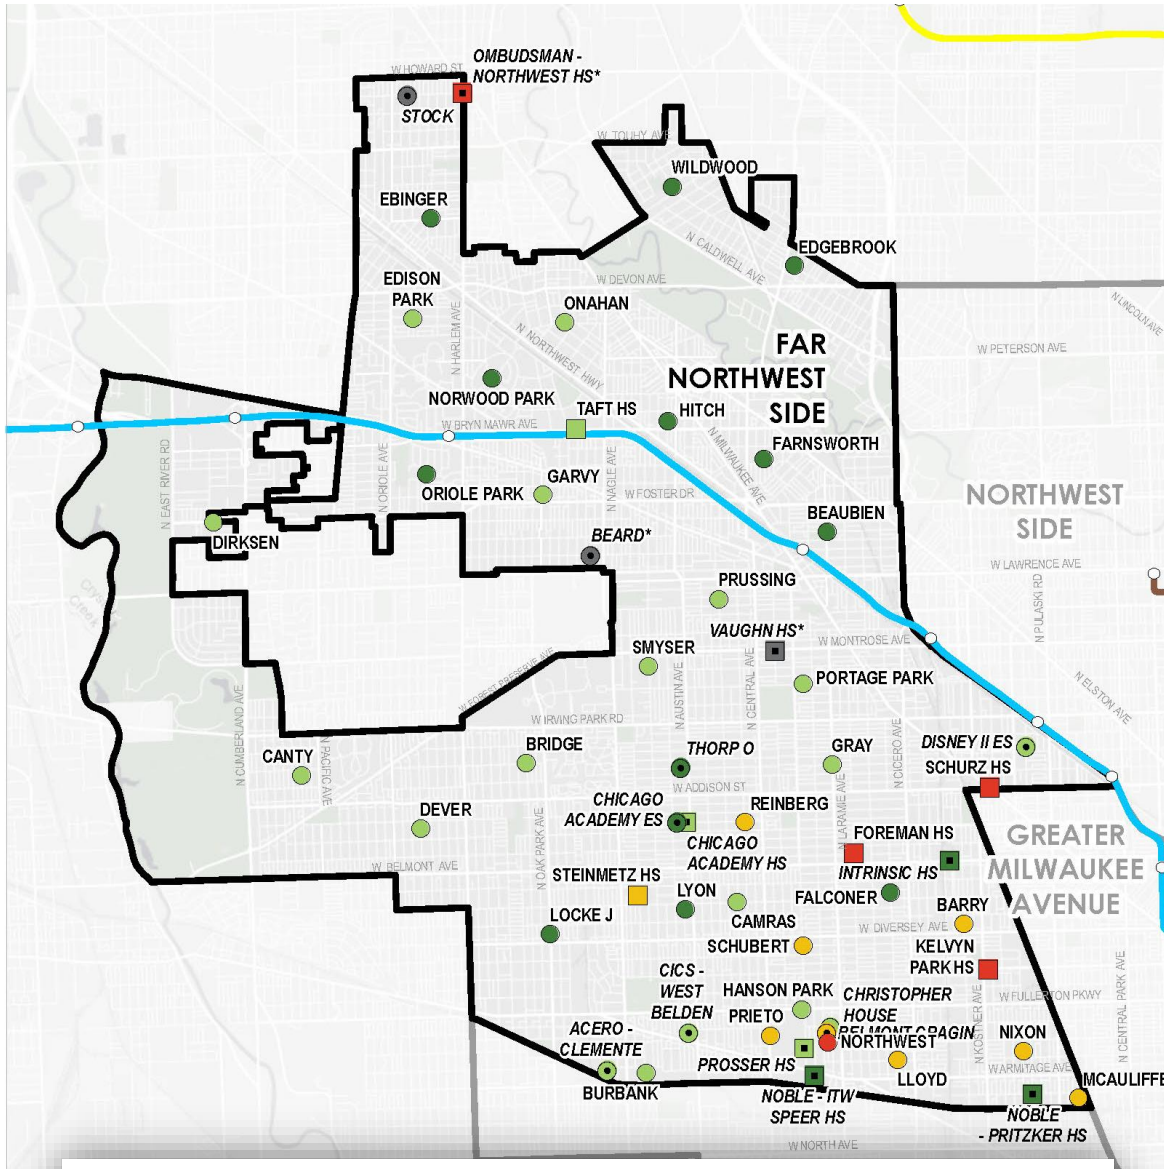 OMBUDSMAN -
NORTHWEST HS*
W HOWARD ST
STOCK
W TOUHY AVE
WILDWOOD
EBINGER
N CALDWELL AVE
EDGEBROOK
EDISON
PARK
W DEVON AVE
ONAHAN
N LINCOLN AVE
N HARLEM AVE
N NORTHWEST HWY
FAR
NORTHWEST
SIDE
W PETERSON AVE
NORWOOD PARK
TAFT HS
HITCH
W BRYN MAWR AVE
N MILWAUKEE AVE
FARNSWORTH
N EAST RIVER RD
N ORIOLE AVE
ORIOLE PARK
GARVY
N NAGLE AVE
W FOSTER DR
NORTHWEST
SIDE
DIRKSEN
BEARD*
BEAUBIEN
W LAWRENCE AVE
PRUSSING
N PULASKI RD
VAUGHN HS*
W MONTROSE AVE
SMYSER
W FOREST PRESERVE AVE
N AUSTIN AVE
N CENTRAL AVE
PORTAGE PARK
N ELSTON AVE
N CUMBERLAND AVE
N PACIFIC AVE
W IRVING PARK RD
N CICERO AVE
CANTY
BRIDGE
THORP O
GRAY
DISNEY II ES
SCHURZ HS
W ADDISON ST
DEVER
CHICAGO
ACADEMY ES
REINBERG
N LARAMIE AVE
CHICAGO
ACADEMY HS
FOREMAN HS
INTRINSIC HS
GREATER
MILWAUKEE
AVENUE
W BELMONT AVE
N OAK PARK AVE
STEINMETZ HS
LYON
CAMRAS
FALCONER
BARRY
LOCKE J
W DIVERSEY AVE
SCHUBERT
KELVYN
PARK HS
CICS -
WEST
BELDEN
HANSON PARK
CHRISTOPHER
HOUSE
BELMONT CRAGIN
W FULLERTON PKWY
N KOSTNER AVE
N CENTRAL PARK AVE
PRIETO
NORTHWEST
NIXON
ACERO -
CLEMENTE
PROSSER HS
LLOYD
W ARMITAGE AVE
MCAULIFFE
BURBANK
NOBLE - ITW
SPEER HS
NOBLE
- PRITZKER HS
W NORTH AVE